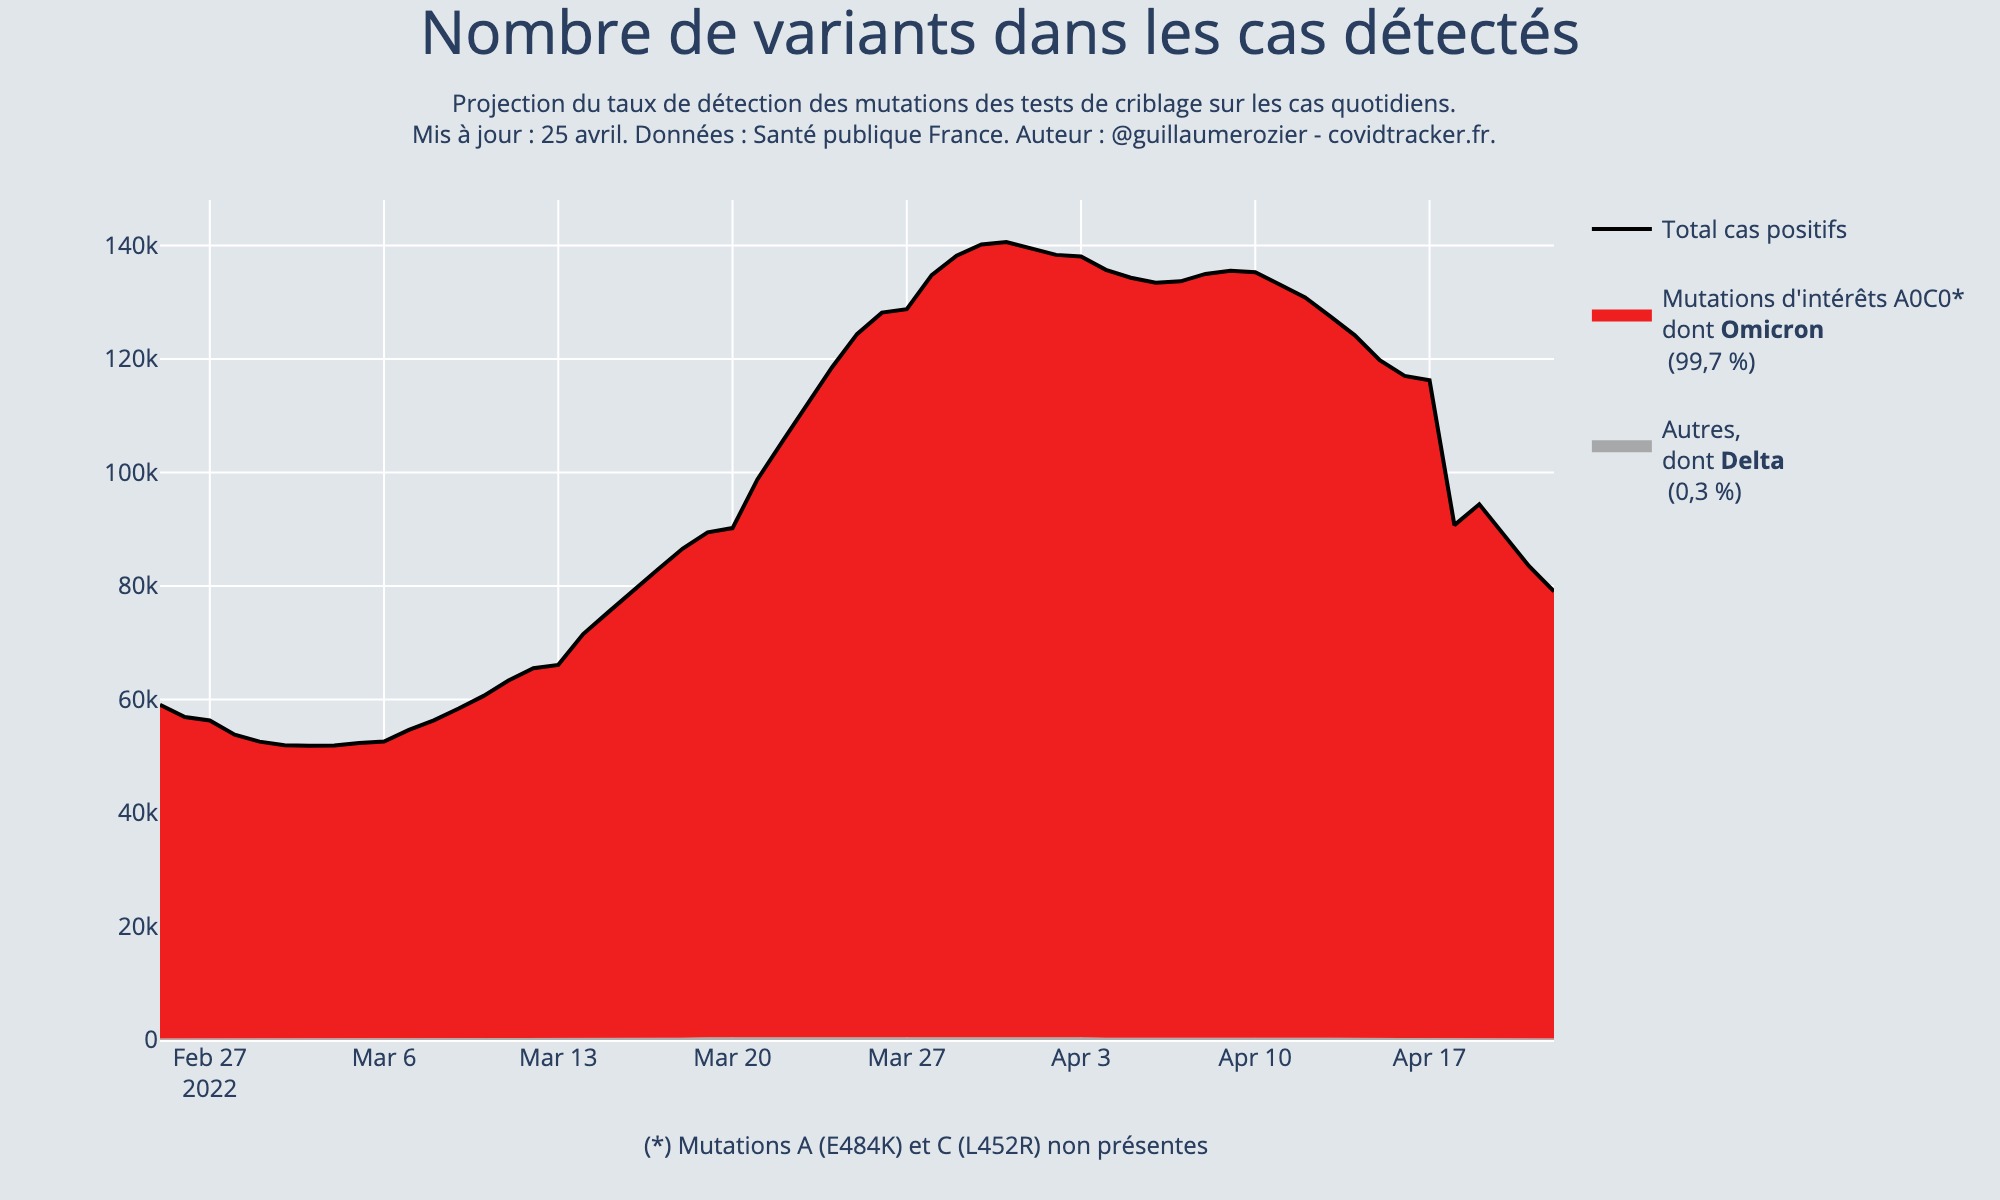 Nombre de variants dans les cas détectés
Projection du taux de détection des mutations des tests de criblage sur les cas quotidiens.
Mis à jour : 25 avril. Données : Santé publique France. Auteur : @guillaumerozier - covidtracker.fr.
140k
120k
100k
80k
60k
40k
20k
0
Feb 27
2022
Mar 6
Mar 13
Mar 20
Mar 27
Apr 3
Apr 10
Apr 17
Total cas positifs
Mutations d'intérêts A0C0*
dont Omicron
(99,7 %)
Autres,
dont Delta
(0,3 %)
(*) Mutations A (E484K) et C (L452R) non présentes